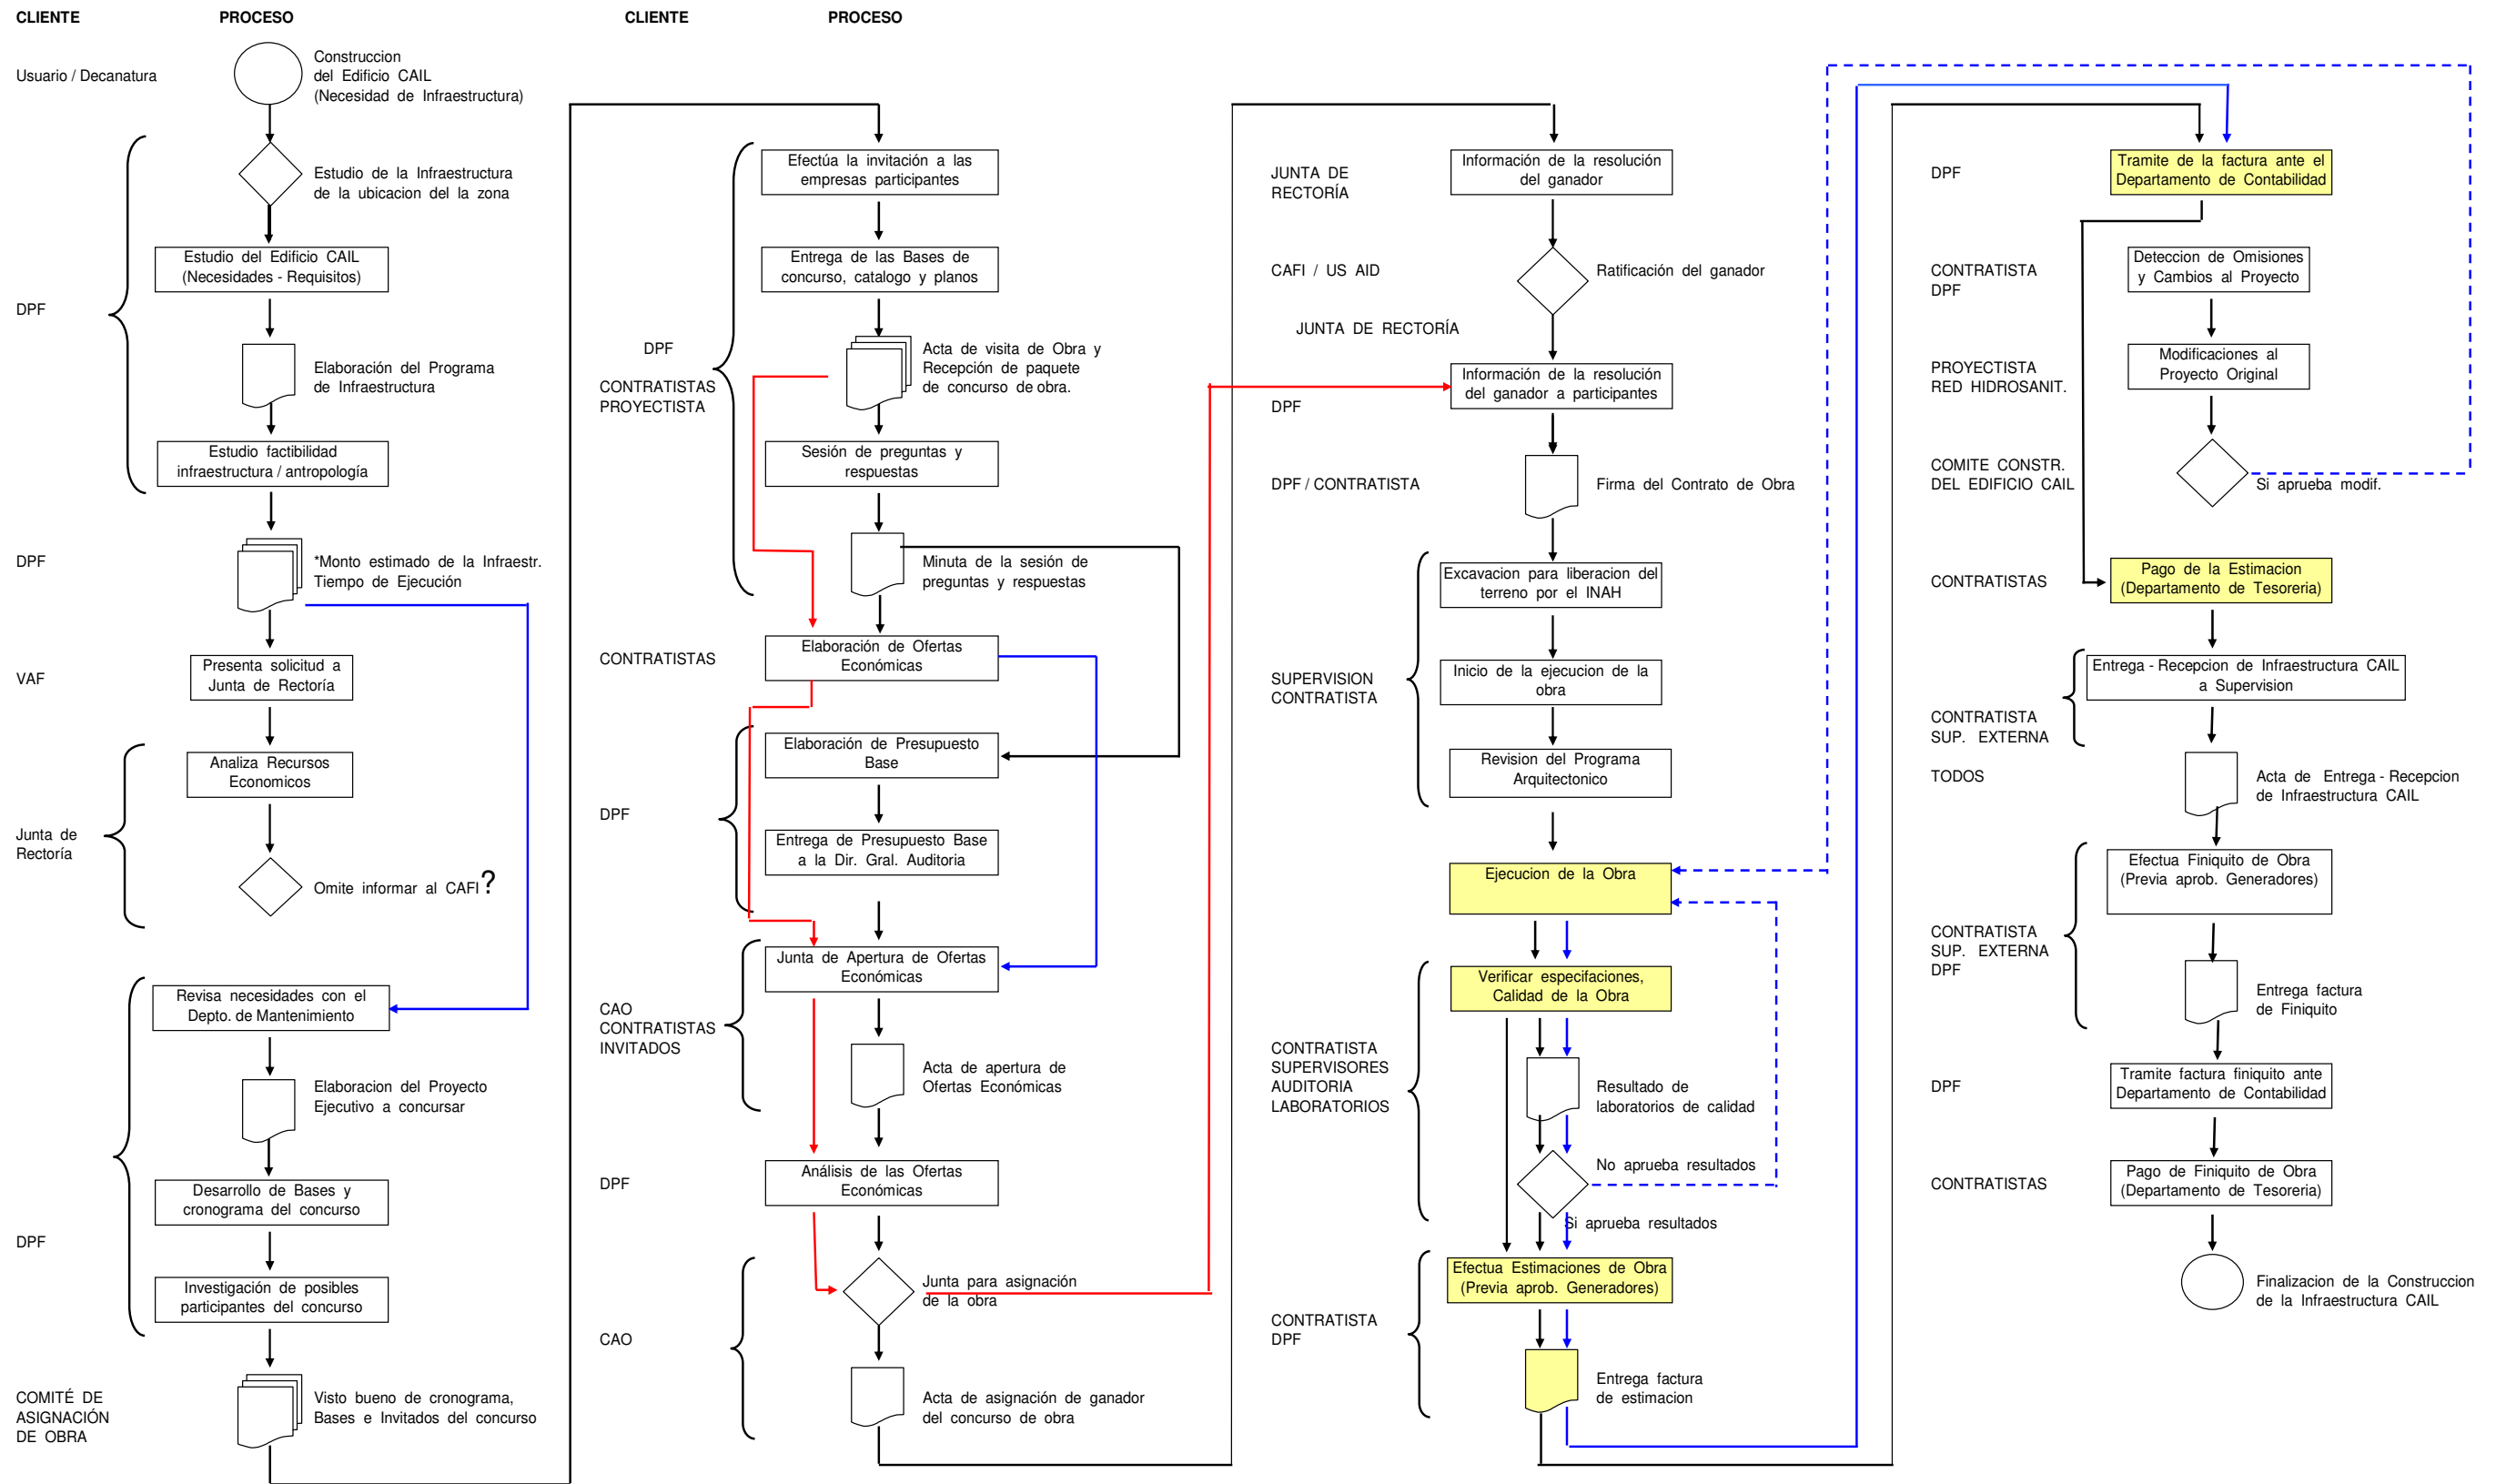 CLIENTE
PROCESO
Usuario / Decanatura
Construccion
del Edificio CAIL
(Necesidad de Infraestructura)
Estudio de la Infraestructura
de la ubicacion del la zona
Estudio del Edificio CAIL
(Necesidades - Requisitos)
DPF
Elaboración del Programa
de Infraestructura
Estudio factibilidad
infraestructura / antropología
DPF
*Monto estimado de la Infraestr.
Tiempo de Ejecución
VAF
Presenta solicitud a
Junta de Rectoría
Analiza Recursos
Economicos
Junta de
Rectoría
Omite informar al CAFI?
Revisa necesidades con el
Depto. de Mantenimiento
Elaboracion del Proyecto
Ejecutivo a concursar
Desarrollo de Bases y
cronograma del concurso
DPF
Investigación de posibles
participantes del concurso
COMITÉ DE
ASIGNACIÓN
DE OBRA
Visto bueno de cronograma,
Bases e Invitados del concurso
CLIENTE
PROCESO
Efectúa la invitación a las
empresas participantes
Entrega de las Bases de
concurso, catalogo y planos
DPF
CONTRATISTAS
PROYECTISTA
Acta de visita de Obra y
Recepción de paquete
de concurso de obra.
Sesión de preguntas y
respuestas
Minuta de la sesión de
preguntas y respuestas
CONTRATISTAS
Elaboración de Ofertas
Económicas
Elaboración de Presupuesto
Base
DPF
Entrega de Presupuesto Base
a la Dir. Gral. Auditoria
Junta de Apertura de Ofertas
Económicas
CAO
CONTRATISTAS
INVITADOS
Acta de apertura de
Ofertas Económicas
DPF
Análisis de las Ofertas
Económicas
Junta para asignación
de la obra
CAO
Acta de asignación de ganador
del concurso de obra
JUNTA DE
RECTORÍA
Información de la resolución
del ganador
CAFI / US AID
Ratificación del ganador
JUNTA DE RECTORÍA
Información de la resolución
del ganador a participantes
DPF
DPF / CONTRATISTA
Firma del Contrato de Obra
Excavacion para liberacion del
terreno por el INAH
SUPERVISION
CONTRATISTA
Inicio de la ejecucion de la
obra
Revision del Programa
Arquitectonico
Ejecucion de la Obra
Verificar especifaciones,
Calidad de la Obra
CONTRATISTA
SUPERVISORES
AUDITORIA
LABORATORIOS
Resultado de
laboratorios de calidad
No aprueba resultados
Si aprueba resultados
Efectua Estimaciones de Obra
(Previa aprob. Generadores)
CONTRATISTA
DPF
Entrega factura
de estimacion
DPF
Tramite de la factura ante el
Departamento de Contabilidad
CONTRATISTA
DPF
Deteccion de Omisiones
y Cambios al Proyecto
PROYECTISTA
RED HIDROSANIT.
Modificaciones al
Proyecto Original
COMITE CONSTR.
DEL EDIFICIO CAIL
Si aprueba modif.
CONTRATISTAS
Pago de la Estimacion
(Departamento de Tesoreria)
Entrega - Recepcion de Infraestructura CAIL
a Supervision
CONTRATISTA
SUP. EXTERNA
TODOS
Acta de Entrega - Recepcion
de Infraestructura CAIL
Efectua Finiquito de Obra
(Previa aprob. Generadores)
CONTRATISTA
SUP. EXTERNA
DPF
Entrega factura
de Finiquito
DPF
Tramite factura finiquito ante
Departamento de Contabilidad
CONTRATISTAS
Pago de Finiquito de Obra
(Departamento de Tesoreria)
Finalizacion de la Construccion
de la Infraestructura CAIL